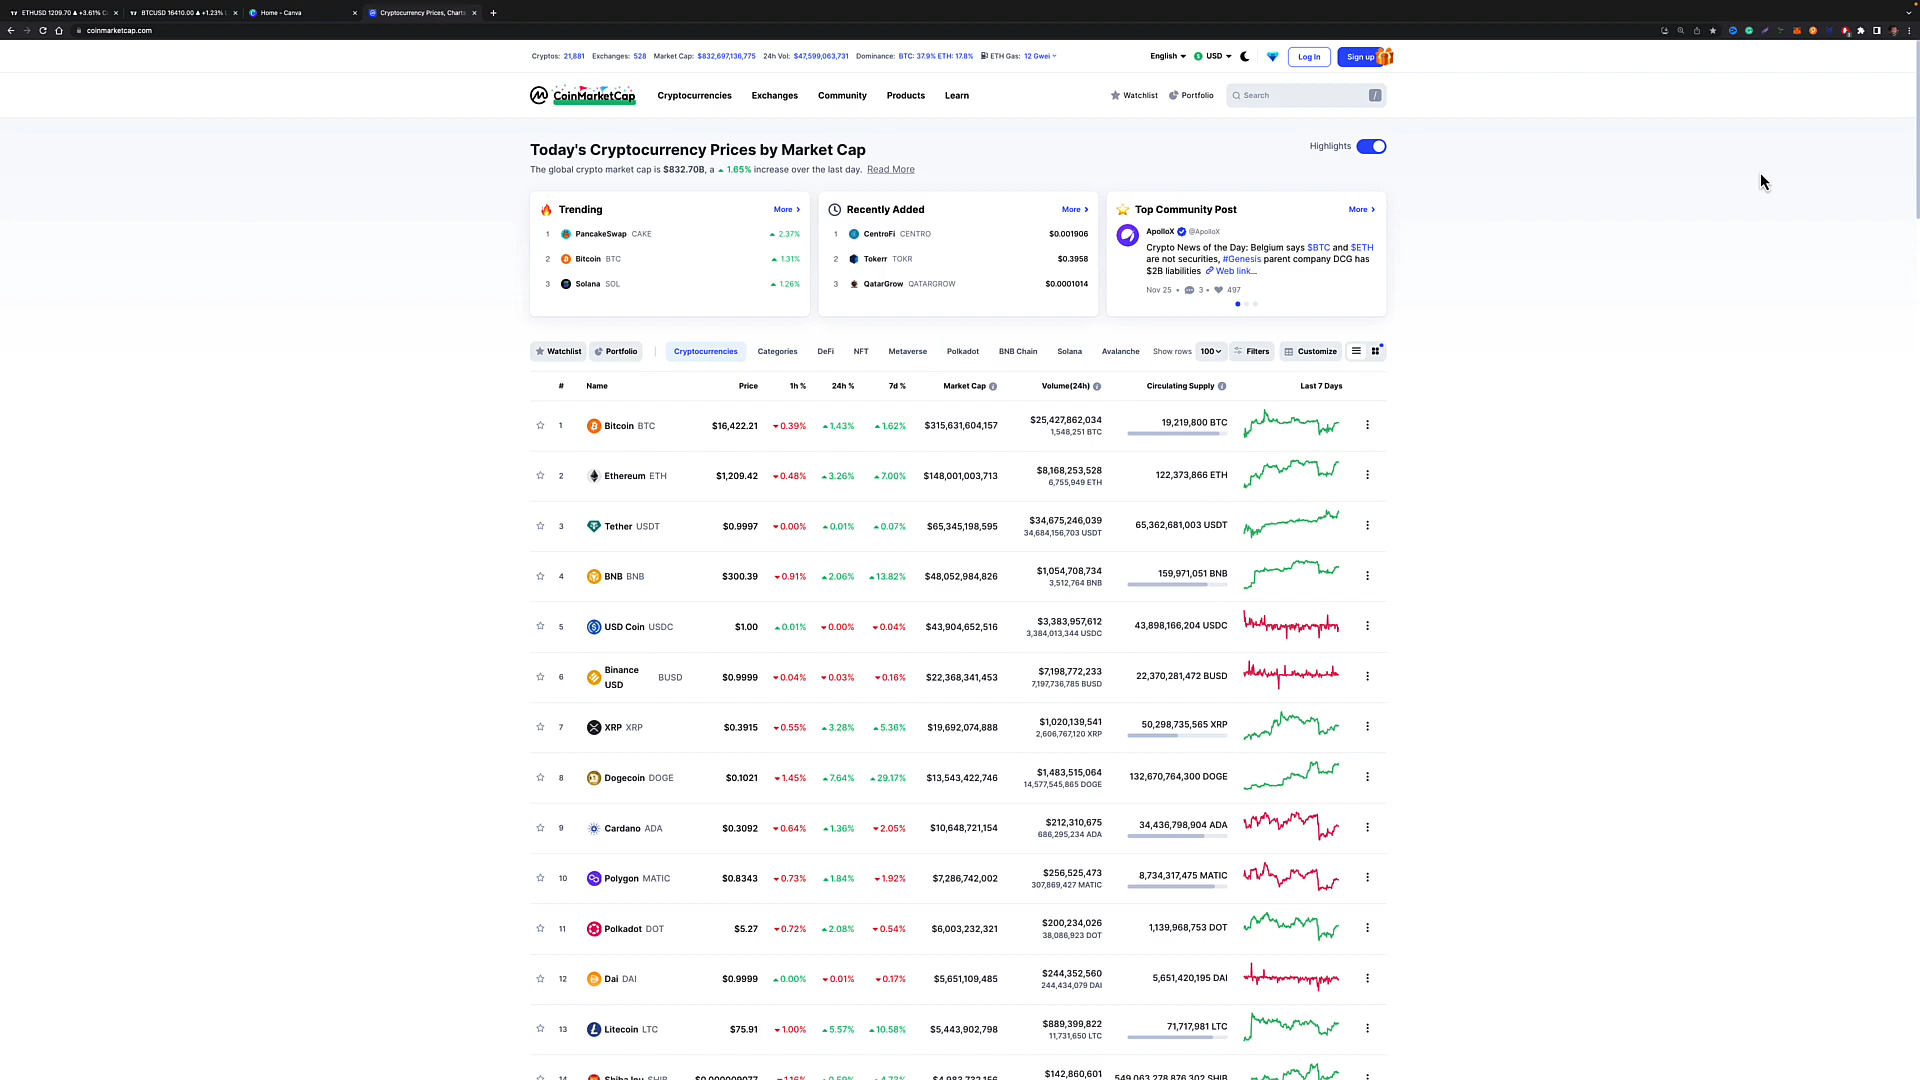 ETHUSD 1209.70 ▲ +3.61%
BTCUSD 16410.00 ▲ +1.23%
Home - Canva
Cryptocurrency Prices, Charts
coinmarketcap.com
Cryptos: 21,881 Exchanges: 528 Market Cap: $832,697,136,775 24h Vol: $47,599,063,731 Dominance: BTC: 37.9% ETH: 17.8% ETH Gas: 12 Gwei
English USD Log In Sign up
CoinMarketCap Cryptocurrencies Exchanges Community Products Learn Watchlist Portfolio Search /
Today's Cryptocurrency Prices by Market Cap
Highlights
The global crypto market cap is $832.70B, a ▲ 1.65% increase over the last day. Read More
Trending More
1 PancakeSwap CAKE ▲ 2.37%
2 Bitcoin BTC ▲ 1.31%
3 Solana SOL ▲ 1.26%
Recently Added More
1 CentroFi CENTRO $0.001906
2 Tokerr TOKR $0.3958
3 QatarGrow QATARGROW $0.0001014
Top Community Post More
ApolloX @ApolloX
Crypto News of the Day: Belgium says $BTC and $ETH
are not securities, #Genesis parent company DCG has
$2B liabilities Web link...
Nov 25 • 3 • 497
Watchlist Portfolio Cryptocurrencies Categories DeFi NFT Metaverse Polkadot BNB Chain Solana Avalanche Show rows 100 Filters Customize
# Name Price 1h % 24h % 7d % Market Cap Volume(24h) Circulating Supply Last 7 Days
1 Bitcoin BTC $16,422.21 ▼0.39% ▲1.43% ▲1.62% $315,631,604,157 $25,427,862,034 19,219,800 BTC
1,548,251 BTC
2 Ethereum ETH $1,209.42 ▼0.48% ▲3.26% ▲7.00% $148,001,003,713 $8,168,253,528 122,373,866 ETH
6,755,949 ETH
3 Tether USDT $0.9997 ▼0.00% ▲0.01% ▲0.07% $65,345,198,595 $34,675,246,039 65,362,681,003 USDT
34,684,156,703 USDT
4 BNB BNB $300.39 ▼0.91% ▲2.06% ▲13.82% $48,052,984,826 $1,054,708,734 159,971,051 BNB
3,512,764 BNB
5 USD Coin USDC $1.00 ▲0.01% ▼0.00% ▼0.04% $43,904,652,516 $3,383,957,612 43,898,166,204 USDC
3,384,013,344 USDC
6 Binance USD BUSD $0.9999 ▼0.04% ▼0.03% ▼0.16% $22,368,341,453 $7,198,772,233 22,370,281,472 BUSD
7,197,736,785 BUSD
7 XRP XRP $0.3915 ▼0.55% ▲3.28% ▲5.36% $19,692,074,888 $1,020,139,541 50,298,735,565 XRP
2,606,767,120 XRP
8 Dogecoin DOGE $0.1021 ▼1.45% ▲7.64% ▲29.17% $13,543,422,746 $1,483,515,064 132,670,764,300 DOGE
14,577,545,865 DOGE
9 Cardano ADA $0.3092 ▼0.64% ▲1.36% ▼2.05% $10,648,721,154 $212,310,675 34,436,798,904 ADA
686,295,234 ADA
10 Polygon MATIC $0.8343 ▼0.73% ▲1.84% ▼1.92% $7,286,742,002 $256,525,473 8,734,317,475 MATIC
307,869,427 MATIC
11 Polkadot DOT $5.27 ▼0.72% ▲2.08% ▼0.54% $6,003,232,321 $200,234,026 1,139,968,753 DOT
38,086,923 DOT
12 Dai DAI $0.9999 ▲0.00% ▼0.01% ▼0.17% $5,651,109,485 $244,352,560 5,651,420,195 DAI
244,434,079 DAI
13 Litecoin LTC $75.91 ▼1.00% ▲5.57% ▲10.58% $5,443,902,798 $889,399,822 71,717,981 LTC
11,731,650 LTC
14 Shiba Inu SHIB $0.000009077 $4,983,732,156 $142,860,601 549,063,278,876,302 SHIB